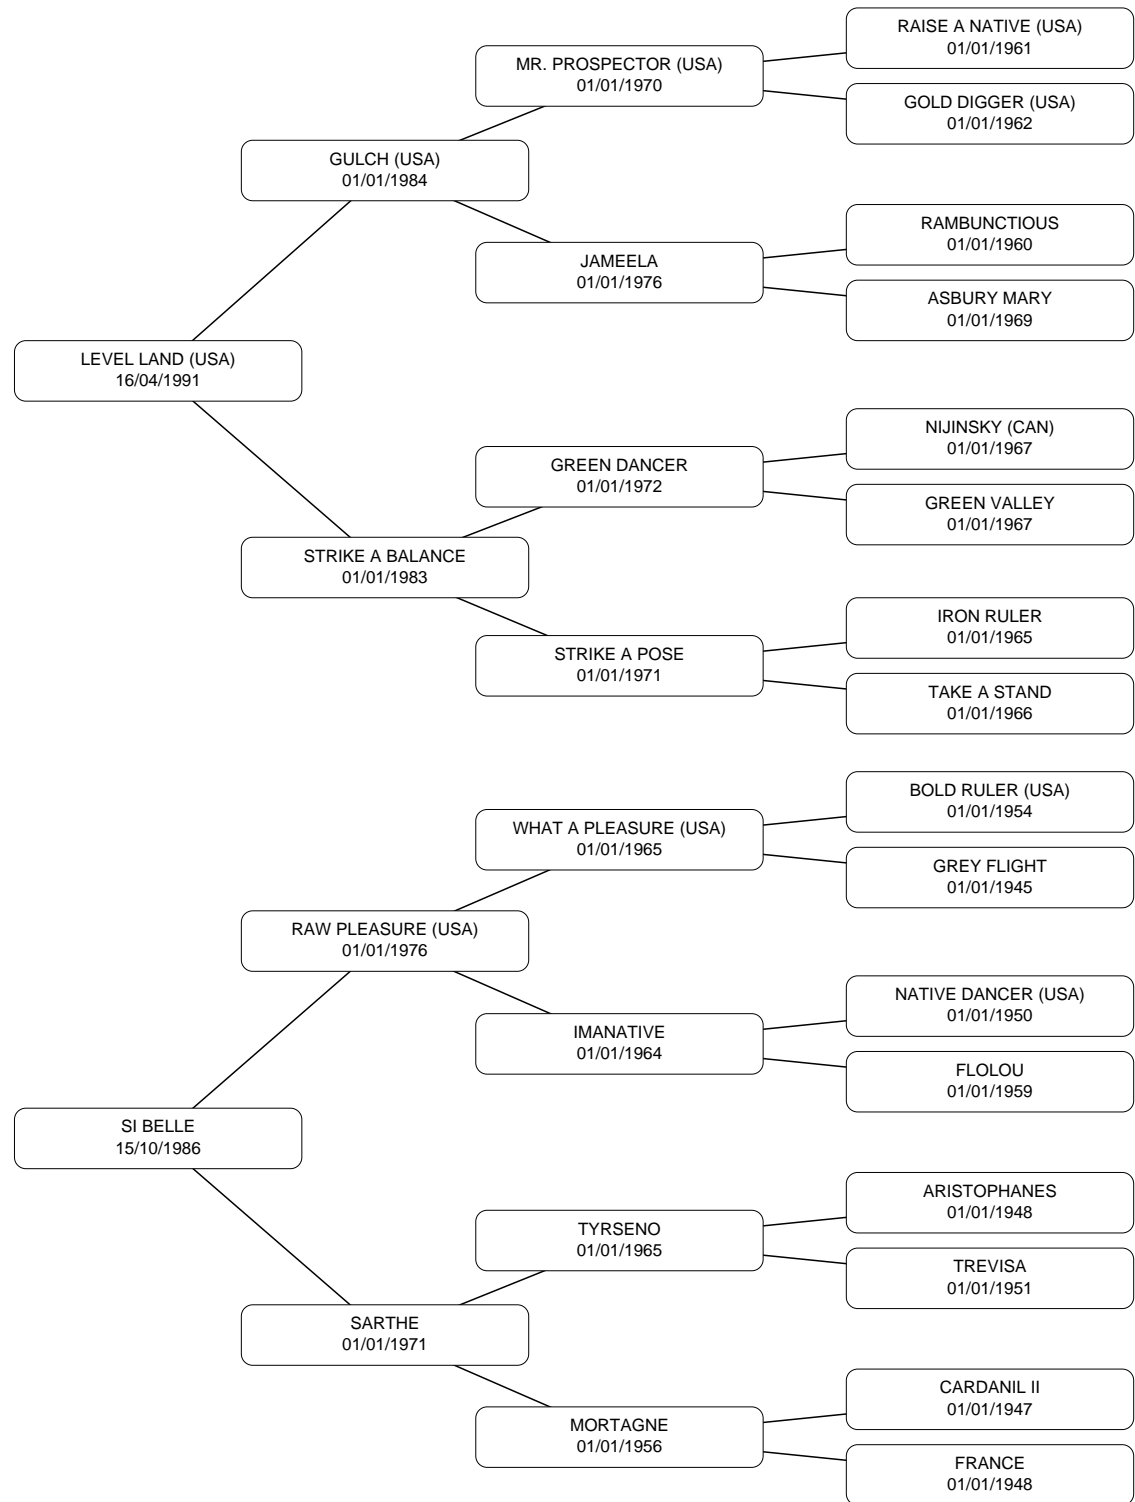 RAISE A NATIVE (USA)
01/01/1961
MR. PROSPECTOR (USA)
01/01/1970
GOLD DIGGER (USA)
01/01/1962
GULCH (USA)
01/01/1984
RAMBUNCTIOUS
01/01/1960
JAMEELA
01/01/1976
ASBURY MARY
01/01/1969
LEVEL LAND (USA)
16/04/1991
NIJINSKY (CAN)
01/01/1967
GREEN DANCER
01/01/1972
GREEN VALLEY
01/01/1967
STRIKE A BALANCE
01/01/1983
IRON RULER
01/01/1965
STRIKE A POSE
01/01/1971
TAKE A STAND
01/01/1966
BOLD RULER (USA)
01/01/1954
WHAT A PLEASURE (USA)
01/01/1965
GREY FLIGHT
01/01/1945
RAW PLEASURE (USA)
01/01/1976
NATIVE DANCER (USA)
01/01/1950
IMANATIVE
01/01/1964
FLOLOU
01/01/1959
SI BELLE
15/10/1986
ARISTOPHANES
01/01/1948
TYRSENO
01/01/1965
TREVISA
01/01/1951
SARTHE
01/01/1971
CARDANIL II
01/01/1947
MORTAGNE
01/01/1956
FRANCE
01/01/1948